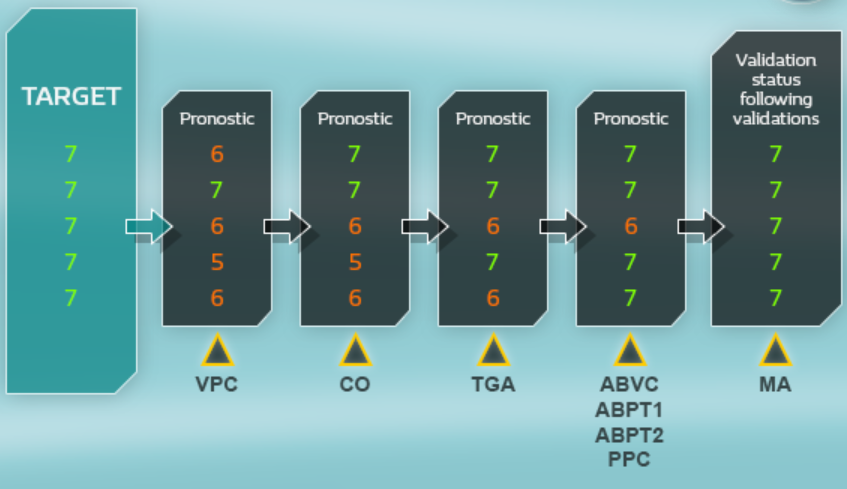 TARGET
7
7
7
7
7
Pronostic
6
7
6
5
6
VPC
Pronostic
7
7
6
5
6
CO
Pronostic
7
7
6
7
6
TGA
Pronostic
7
7
6
7
7
ABVC
ABPT1
ABPT2
PPC
Validation
status
following
validations
7
7
7
7
7
MA